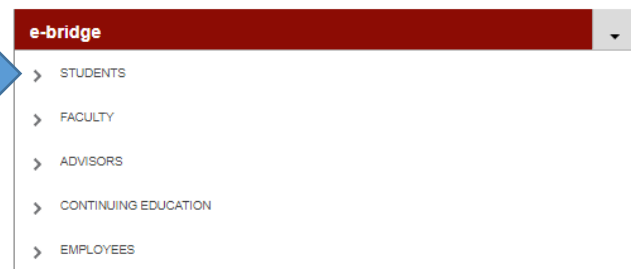 e-bridge
STUDENTS
FACULTY
ADVISORS
CONTINUING EDUCATION
EMPLOYEES